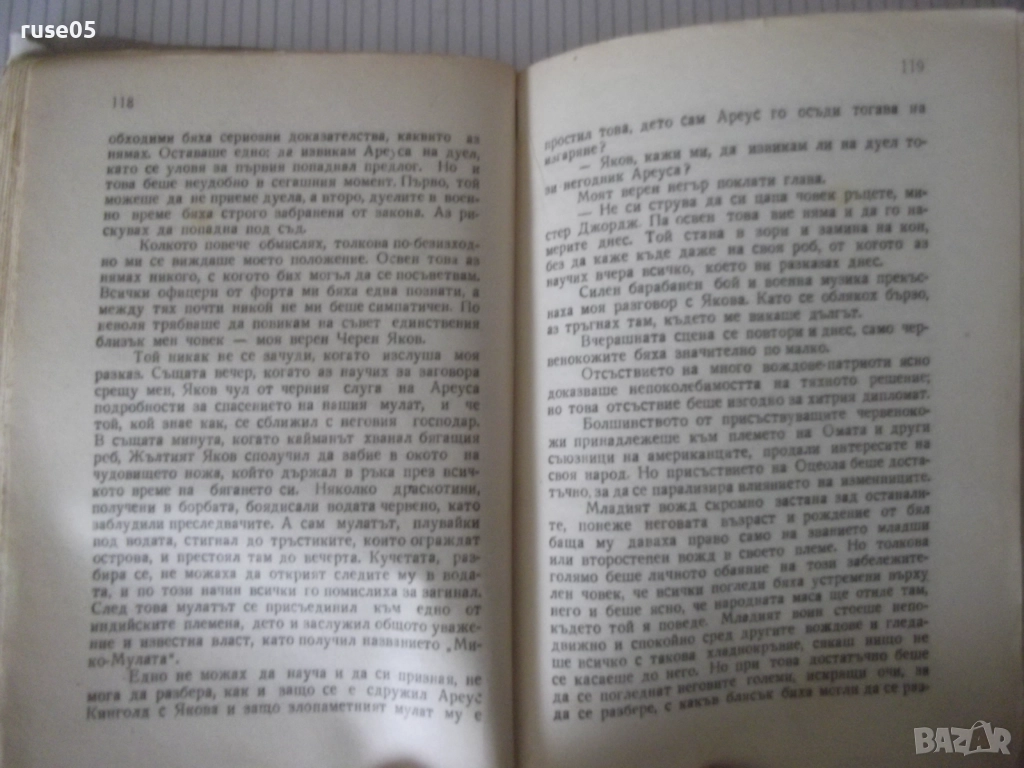 ruse05
118
обходими бяха сериозни доказателства, каквито аз
нямах. Оставаше едно: да извикам Ареуса на дуел,
като се уловя за първия попаднал предлог. Но и
това беше неудобно в сегашния момент. Първо, той
можеше да не приеме дуела, а второ, дуелите в воен-
но време бяха строго забранени от закона. Аз рис-
кувах да попадна под съд.
Колкото повече обмислях, толкова по-безизход-
но ми се виждаше моето положение. Освен това аз
нямах никого, с когото бих могъл да се посъветвам.
Всички офицери от форта ми бяха едва познати, а
между тях почти никой не ми беше симпатичен. По
неволя трябваше да повикам на съвет единствения
близък мен човек — моя верен Черен Яков.
Той никак не се зачуди, когато изслуша моя
разказ. Същата вечер, когато аз научих за заговора
срещу мен, Яков чул от черния слуга на Ареуса
подробности за спасението на нашия мулат, и че
той, кой знае как, се сближил с неговия господар.
В същата минута, когато кайманът хванал бягащия
роб, Жълтият Яков сполучил да забие в окото на
чудовището ножа, който държал в ръка през всич-
кото време на бягането си. Няколко драскотини,
получени в борбата, боядисали водата червено, като
заблудили преследвачите. А сам мулатът, плувайки
под водата, стигнал до тръстиките, които ограждат
острова, и престоял там до вечерта. Кучетата, раз-
бира се, не можаха да открият следите му в вода-
та, и по този начин всички го помислиха за загинал.
След това мулатът се присъединил към едно от
индийските племена, дето и заслужил общото уваже-
ние и известна власт, като получил названието „Ми-
ко-Мулата“.
Едно не можах да науча и да си призная, не
мога да разбера, как и защо се е сдружил Ареус
Кинголд с Якова и защо злопаметният мулат му е
119
простил това, дето сам Ареус го осъди тогава на
изгаряне?
— Яков, кажи ми, да извикам ли на дуел то-
за негодник Ареуса?
Моят верен негър поклати глава.
— Не си струва да си цапа човек ръцете, ми-
стер Джордж. Па освен това вие няма и да го на-
мерите днес. Той стана в зори и замина на кон,
без да каже къде даже на своя роб, от когото аз
научих вчера всичко, което ви разказах днес.
Силен барабанен бой и военна музика прекъс-
наха моя разговор с Якова. Като се облякох бързо,
аз тръгнах там, където ме викаше дългът.
Вчерашната сцена се повтори и днес, само чер-
венокожите бяха значително по малко.
Отсъствието на много вождове-патриоти ясно
доказваше непоколебимостта на тяхното решение;
но това отсъствие беше изгодно за хитрия дипломат.
Болшинството от присъствуващите червеноко-
жи принадлежеше към племето на Омата и други
съюзници на американците, продали интересите на
своя народ. Но присъствието на Оцеола беше доста-
тъчно, за да се парализира влиянието на изменниците.
Младият вожд скромно застана зад останали-
те, понеже неговата възраст и рождение от бял
баща му даваха право само на званието младши
или второстепен вожд в своето племе. Но толкова
голямо беше личното обаяние на този забележите-
лен човек, че всички погледи бяха устремени върху
него и беше ясно, че народната маса ще отиде там,
където той я поведе. Младият воин стоеше непо-
движно и спокойно сред другите вождове и гледа-
ше всичко с такова хладнокръвие, сякаш нищо не
се касаеше до него. Но при това достатъчно беше
да се погледнат неговите големи, искрящи очи, за
да се разбере, с какъв блясък биха могли да се раз-
BAZAR